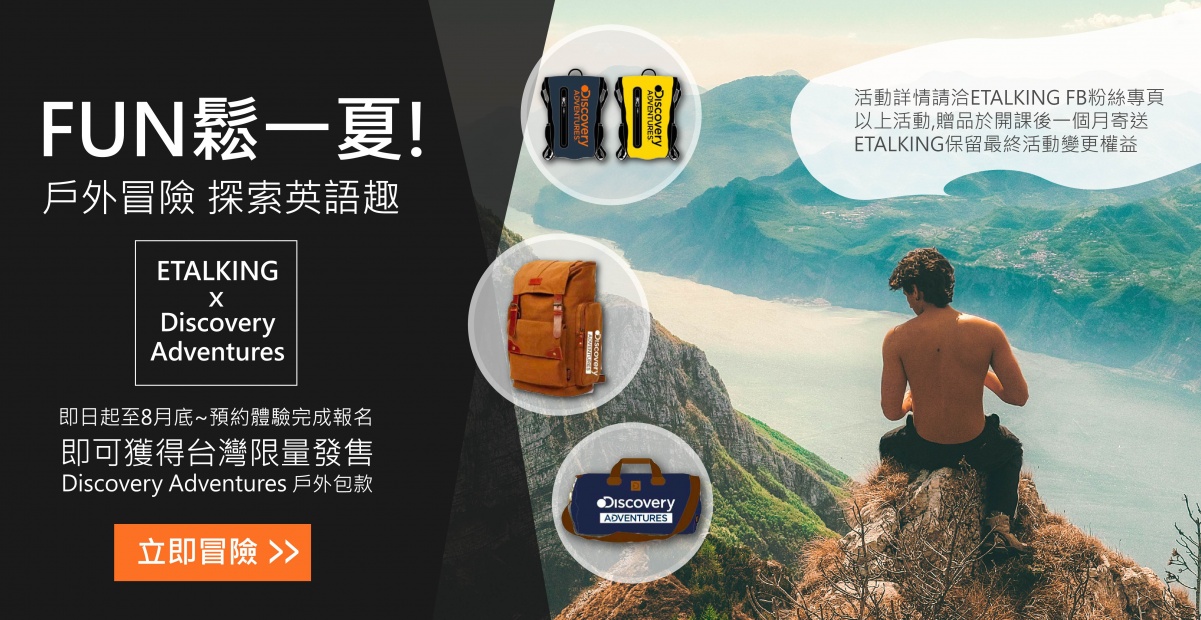 FUN鬆一夏!
戶外冒險 探索英語趣
ETALKING
x
Discovery
Adventures
即日起至8月底~預約體驗完成報名
即可獲得台灣限量發售
Discovery Adventures 戶外包款
立即冒險 >>
Discovery
ADVENTURES
Discovery
ADVENTURES
Discovery
ADVENTURES
Discovery
ADVENTURES
活動詳情請洽ETALKING FB粉絲專頁
以上活動,贈品於開課後一個月寄送
ETALKING保留最終活動變更權益